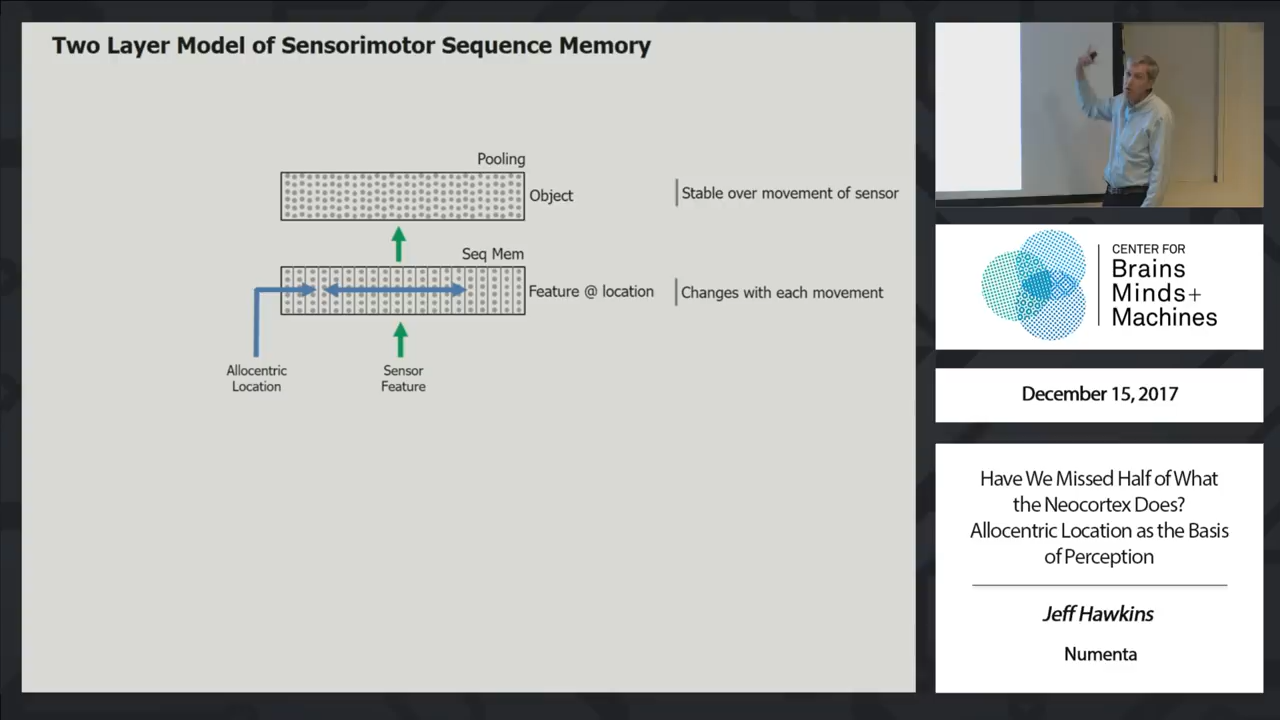 Two Layer Model of Sensorimotor Sequence Memory
Pooling
Object
Stable over movement of sensor
Seq Mem
Feature @ location
Changes with each movement
Allocentric
Location
Sensor
Feature
CENTER FOR
Brains
Minds+
Machines
December 15, 2017
Have We Missed Half of What
the Neocortex Does?
Allocentric Location as the Basis
of Perception
Jeff Hawkins
Numenta